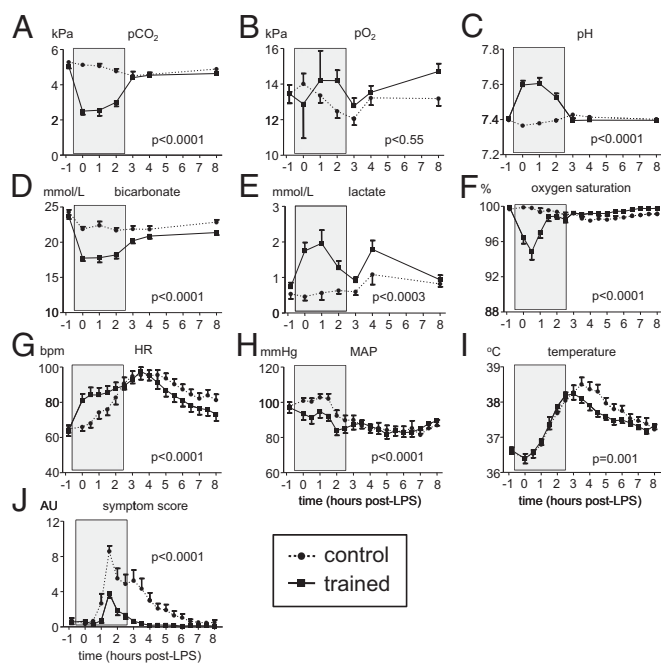 A kPa pCO₂
6
4
2
0
p<0.0001
-1 0 1 2 3 4 5 6 7 8
B kPa pO₂
16
14
12
10
p<0.55
-1 0 1 2 3 4 5 6 7 8
C pH
7.8
7.6
7.4
7.2
p<0.0001
-1 0 1 2 3 4 5 6 7 8
D mmol/L bicarbonate
25
20
15
10
p<0.0001
-1 0 1 2 3 4 5 6 7 8
E mmol/L lactate
3
2
1
0
p<0.0003
-1 0 1 2 3 4 5 6 7 8
F % oxygen saturation
100
96
92
88
p<0.0001
-1 0 1 2 3 4 5 6 7 8
G bpm HR
100
80
60
40
p<0.0001
-1 0 1 2 3 4 5 6 7 8
H mmHg MAP
120
100
80
60
p<0.0001
-1 0 1 2 3 4 5 6 7 8
time (hours post-LPS)
I ºC temperature
39
38
37
36
p=0.001
-1 0 1 2 3 4 5 6 7 8
time (hours post-LPS)
J AU symptom score
12
8
4
0
p<0.0001
-1 0 1 2 3 4 5 6 7 8
time (hours post-LPS)
control
trained